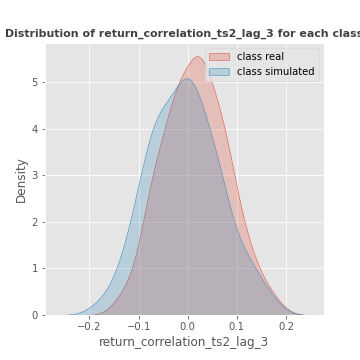 Distribution of return_correlation_ts2_lag_3 for each class
class real
class simulated
5
4
3
2
1
0
Density
−0.2 −0.1 0.0 0.1 0.2
return_correlation_ts2_lag_3